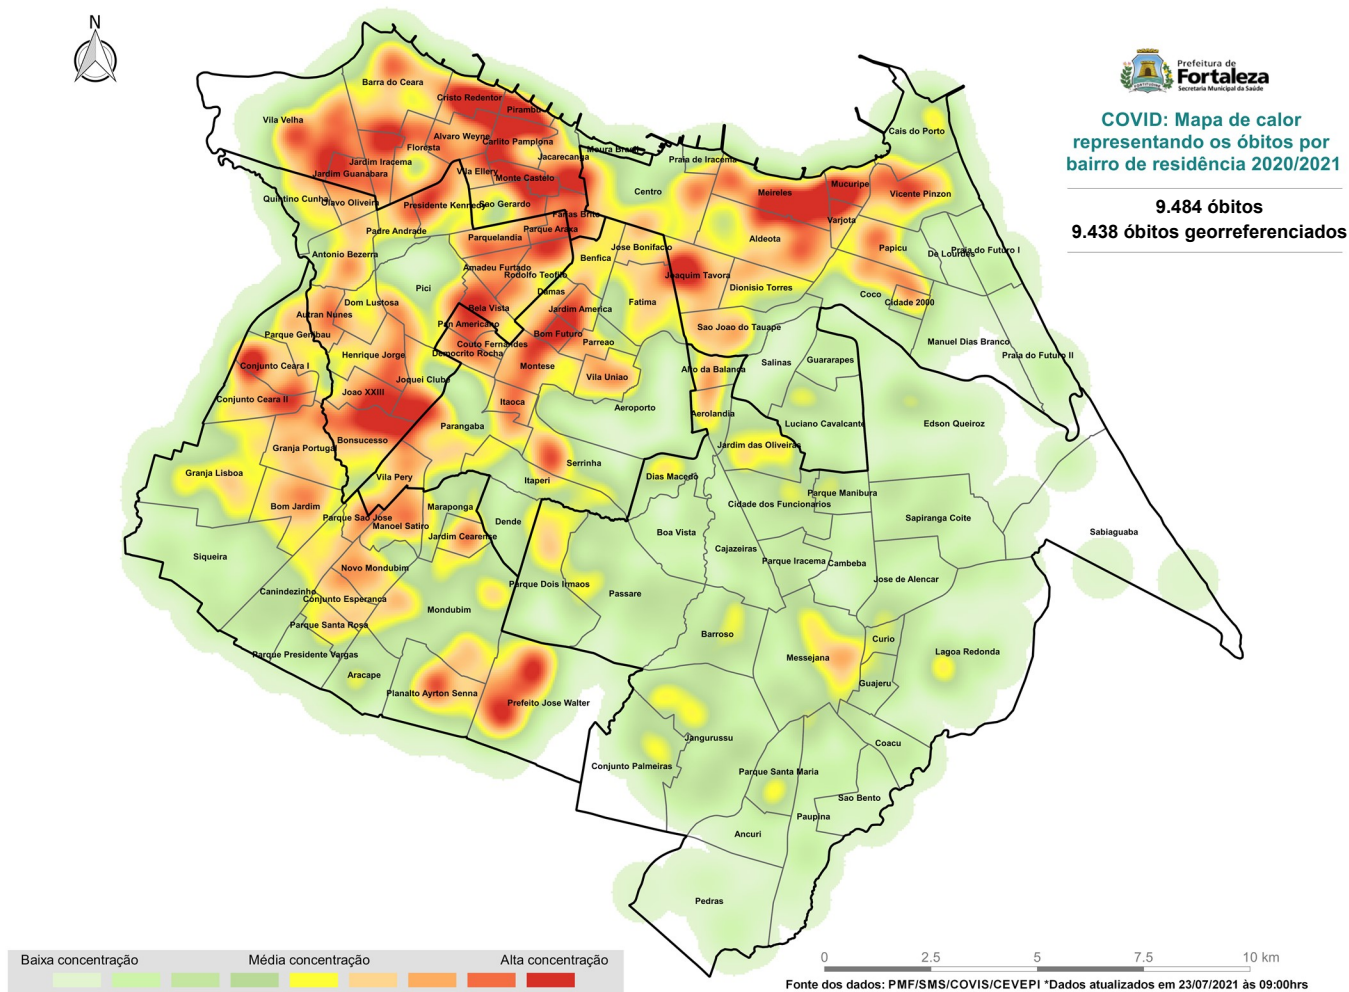 N
Prefeitura de
Fortaleza
Secretaria Municipal da Saúde
COVID: Mapa de calor
representando os óbitos por
bairro de residência 2020/2021
9.484 óbitos
9.438 óbitos georreferenciados
Barra do Ceara
Cristo Redentor
Pirambu
Vila Velha
Cais do Porto
Alvaro Weyne
Carlito Pamplona
Floresta
Moura Brasil
Jacarecanga
Praia de Iracema
Jardim Iracema
Jardim Guanabara
Vila Ellery
Monte Castelo
Centro
Meireles
Mucuripe
Vicente Pinzon
Quintino Cunha
Olavo Oliveira
Presidente Kennedy
Sao Gerardo
Farias Brito
Varjota
Padre Andrade
Parque Araxa
Parquelandia
Aldeota
Jose Bonifacio
Papicu
De Lourdes
Praia do Futuro I
Antonio Bezerra
Benfica
Amadeu Furtado
Rodolfo Teofilo
Joaquim Tavora
Pici
Damas
Dionisio Torres
Coco
Cidade 2000
Dom Lustosa
Fatima
Bela Vista
Jardim America
Autran Nunes
Pan Americano
Sao Joao do Tauape
Parque Genibau
Bom Futuro
Parreao
Couto Fernandes
Democrito Rocha
Manuel Dias Branco
Henrique Jorge
Praia do Futuro II
Salinas
Guararapes
Conjunto Ceara I
Montese
Vila Uniao
Alto da Balança
Joquei Clube
Joao XXIII
Conjunto Ceara II
Itaoca
Aeroporto
Aerolandia
Parangaba
Luciano Cavalcante
Edson Queiroz
Bonsucesso
Granja Portugal
Jardim das Oliveiras
Serrinha
Granja Lisboa
Vila Pery
Itaperi
Dias Macedo
Parque Manibura
Bom Jardim
Maraponga
Cidade dos Funcionarios
Parque Sao Jose
Manoel Satiro
Dende
Sapiranga Coite
Jardim Cearense
Boa Vista
Sabiaguaba
Siqueira
Cajazeiras
Parque Iracema
Cambeba
Novo Mondubim
Jose de Alencar
Parque Dois Irmaos
Passare
Canindezinho
Conjunto Esperanca
Mondubim
Parque Santa Rosa
Barroso
Curio
Parque Presidente Vargas
Messejana
Lagoa Redonda
Aracape
Guajeru
Planalto Ayrton Senna
Prefeito Jose Walter
Jangurussu
Coacu
Conjunto Palmeiras
Parque Santa Maria
Sao Bento
Paupina
Ancuri
Pedras
Baixa concentração
Média concentração
Alta concentração
0 2.5 5 7.5 10 km
Fonte dos dados: PMF/SMS/COVIS/CEVEPI *Dados atualizados em 23/07/2021 às 09:00hrs